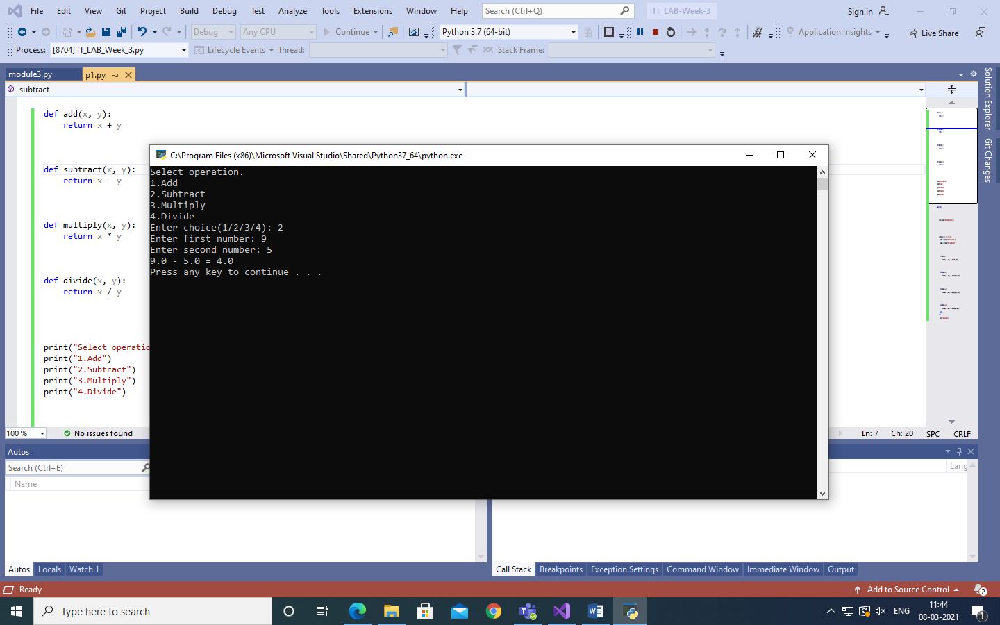 File Edit View Git Project Build Debug Test Analyze Tools Extensions Window Help Search (Ctrl+Q) IT_LAB-Week-3 Sign in
Debug Any CPU Continue Python 3.7 (64-bit) Application Insights Live Share
Process: [8704] IT_LAB_Week_3.py Lifecycle Events Thread: Stack Frame:
module3.py p1.py
subtract
Solution Explorer
Git Changes
def add(x, y):
return x + y
def subtract(x, y):
return x - y
def multiply(x, y):
return x * y
def divide(x, y):
return x / y
print("Select operatio
print("1.Add")
print("2.Subtract")
print("3.Multiply")
print("4.Divide")
C:\Program Files (x86)\Microsoft Visual Studio\Shared\Python37_64\python.exe
Select operation.
1.Add
2.Subtract
3.Multiply
4.Divide
Enter choice(1/2/3/4): 2
Enter first number: 9
Enter second number: 5
9.0 - 5.0 = 4.0
Press any key to continue . . .
100 % No issues found Ln: 7 Ch: 20 SPC CRLF
Autos
Search (Ctrl+E) Lang
Name
Autos Locals Watch 1 Call Stack Breakpoints Exception Settings Command Window Immediate Window Output
Ready Add to Source Control 2
Type here to search ENG 11:44
08-03-2021 1